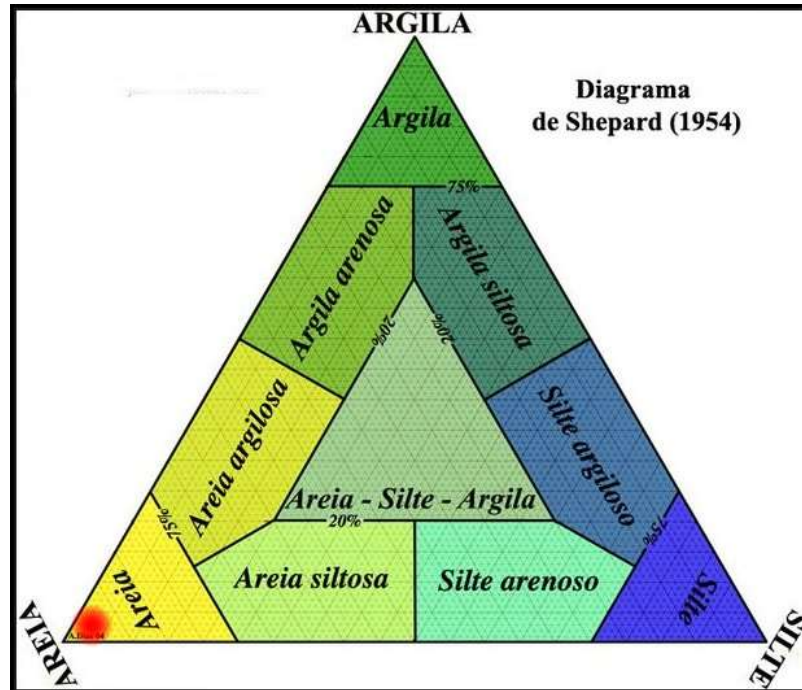 ARGILA
Diagrama
de Shepard (1954)
Argila
75%
Argila arenosa
Argila siltosa
20%
20%
Areia argilosa
Silte argiloso
Areia - Silte - Argila
20%
75%
75%
Areia siltosa
Silte arenoso
Areia
Silte
AREIA
SILTE